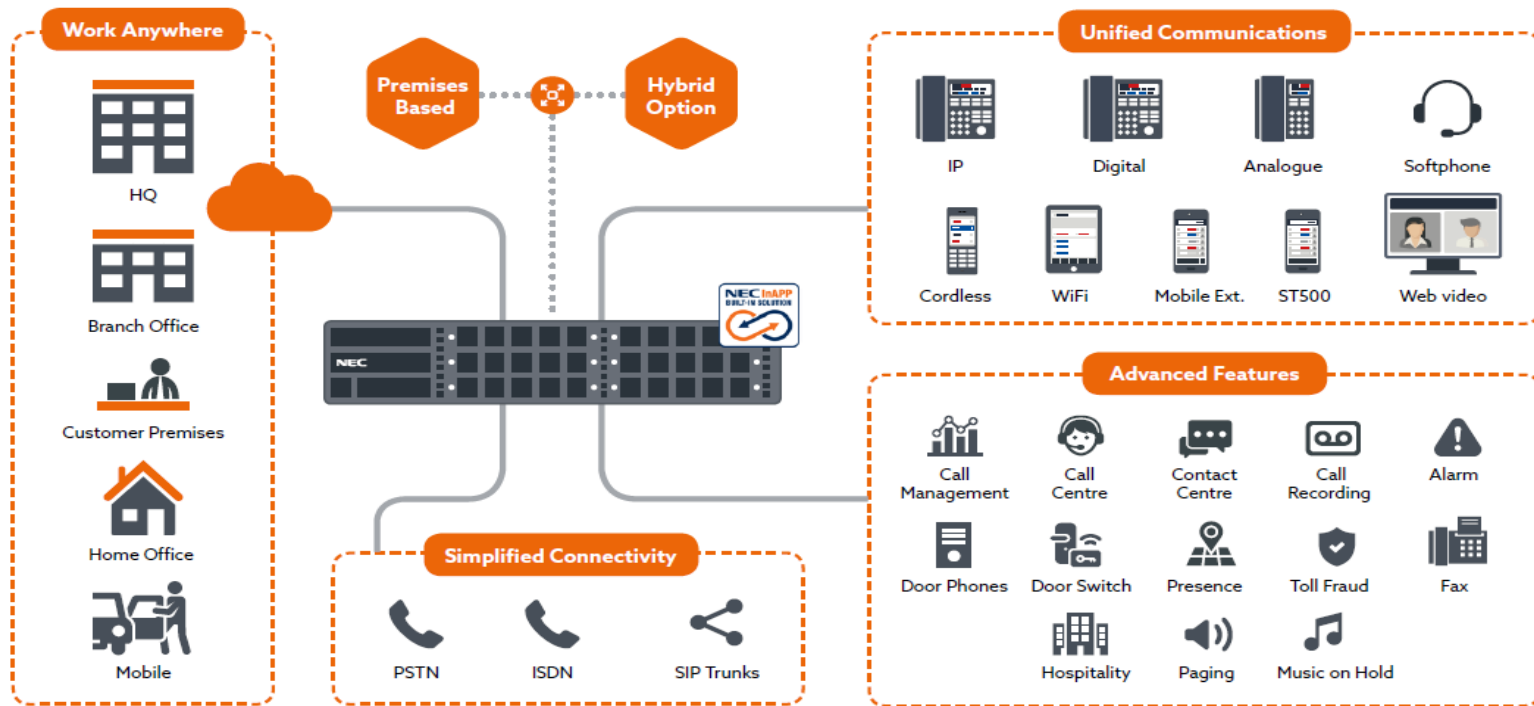 Work Anywhere
HQ
Branch Office
Customer Premises
Home Office
Mobile
Premises
Based
Hybrid
Option
NEC InAPP
BUILT-IN SOLUTION
NEC
Simplified Connectivity
PSTN
ISDN
SIP Trunks
Unified Communications
IP
Digital
Analogue
Softphone
Cordless
WiFi
Mobile Ext.
ST500
Web video
Advanced Features
Call
Management
Call
Centre
Contact
Centre
Call
Recording
Alarm
Door Phones
Door Switch
Presence
Toll Fraud
Fax
Hospitality
Paging
Music on Hold